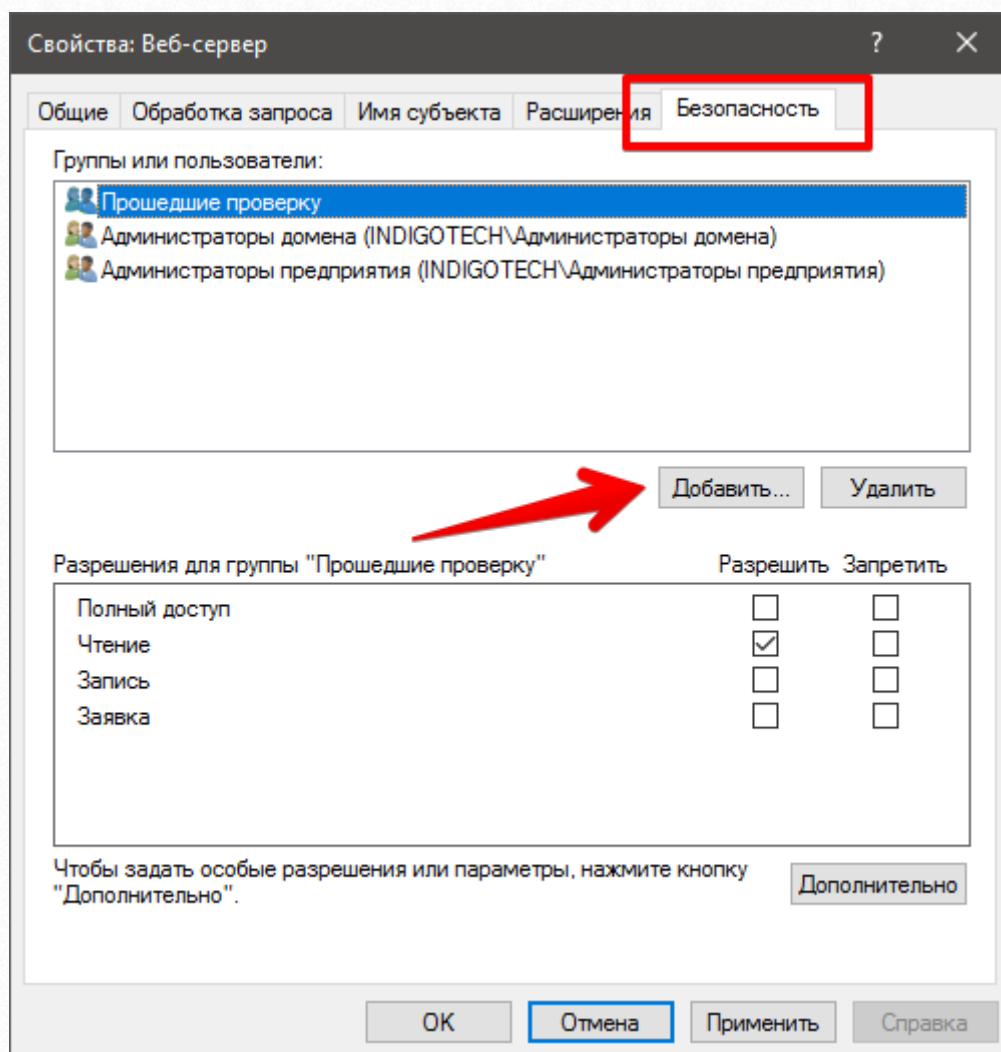 Свойства: Веб-сервер
?
Общие Обработка запроса Имя субъекта Расширения Безопасность
Группы или пользователи:
Прошедшие проверку
Администраторы домена (INDIGOTECH\Администраторы домена)
Администраторы предприятия (INDIGOTECH\Администраторы предприятия)
Добавить... Удалить
Разрешения для группы "Прошедшие проверку" Разрешить Запретить
Полный доступ
Чтение
Запись
Заявка
Чтобы задать особые разрешения или параметры, нажмите кнопку
"Дополнительно".
Дополнительно
OK Отмена Применить Справка